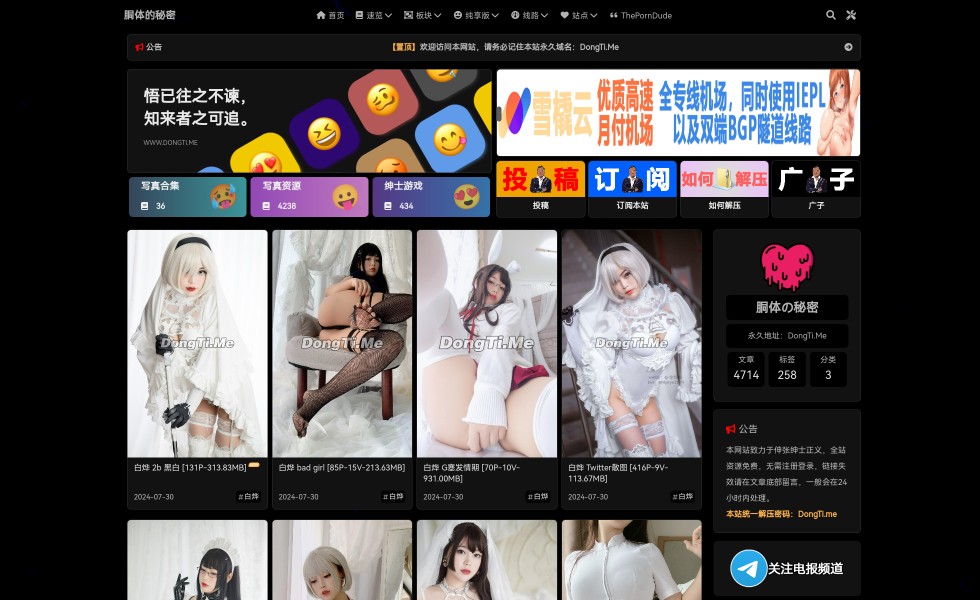 胴体的秘密
首页 速览 板块 纯享版 线路 站点 ThePornDude
公告
【置顶】欢迎访问本网站，请务必记住本站永久域名：DongTi.Me
悟已往之不谏，
知来者之可追。
WWW.DONGTI.ME
雪橇云
优质高速
月付机场
全专线机场，同时使用IEPL
以及双端BGP隧道线路
写真合集
36
写真资源
4238
绅士游戏
434
投稿
投稿
订阅
订阅本站
如何解压
如何解压
广子
广子
DongTi.Me
白烨 2b 黑白 [131P-313.83MB]
2024-07-30
#白烨
DongTi.Me
白烨 bad girl [85P-15V-213.63MB]
2024-07-30
#白烨
DongTi.Me
白烨 G塞发情期 [70P-10V-
931.00MB]
2024-07-30
#白烨
DongTi.Me
白烨 Twitter散图 [416P-9V-
113.67MB]
2024-07-30
#白烨
胴体の秘密
永久地址：DongTi.Me
文章 标签 分类
4714 258 3
公告
本网站致力于伸张绅士正义，全站
资源免费，无需注册登录，链接失
效请在文章底部留言，一般会在24
小时内处理。
本站统一解压密码：DongTi.me
关注电报频道